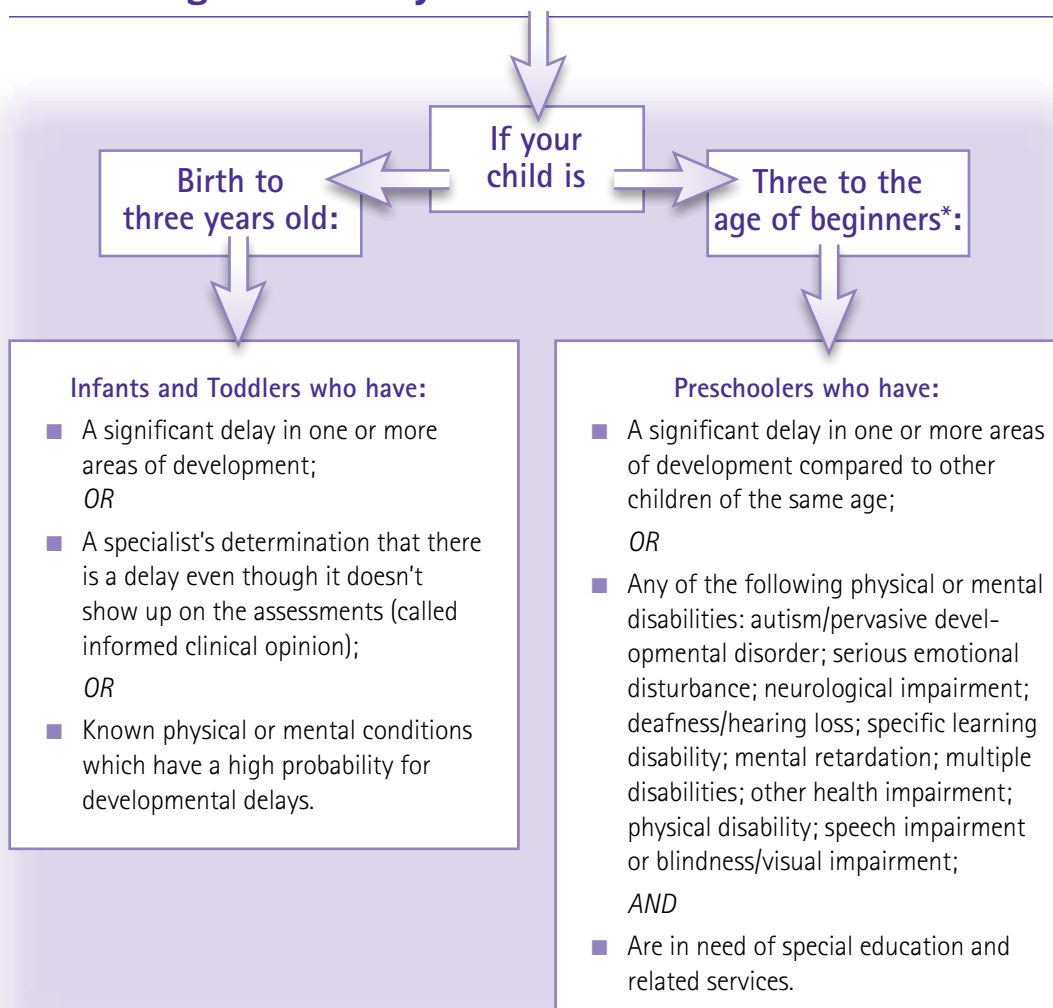 If your
child is
Birth to
three years old:
Three to the
age of beginners*:
Infants and Toddlers who have:
■ A significant delay in one or more
areas of development;
OR
■ A specialist's determination that there
is a delay even though it doesn't
show up on the assessments (called
informed clinical opinion);
OR
■ Known physical or mental conditions
which have a high probability for
developmental delays.
Preschoolers who have:
■ A significant delay in one or more areas
of development compared to other
children of the same age;
OR
■ Any of the following physical or mental
disabilities: autism/pervasive devel-
opmental disorder; serious emotional
disturbance; neurological impairment;
deafness/hearing loss; specific learning
disability; mental retardation; multiple
disabilities; other health impairment;
physical disability; speech impairment
or blindness/visual impairment;
AND
■ Are in need of special education and
related services.